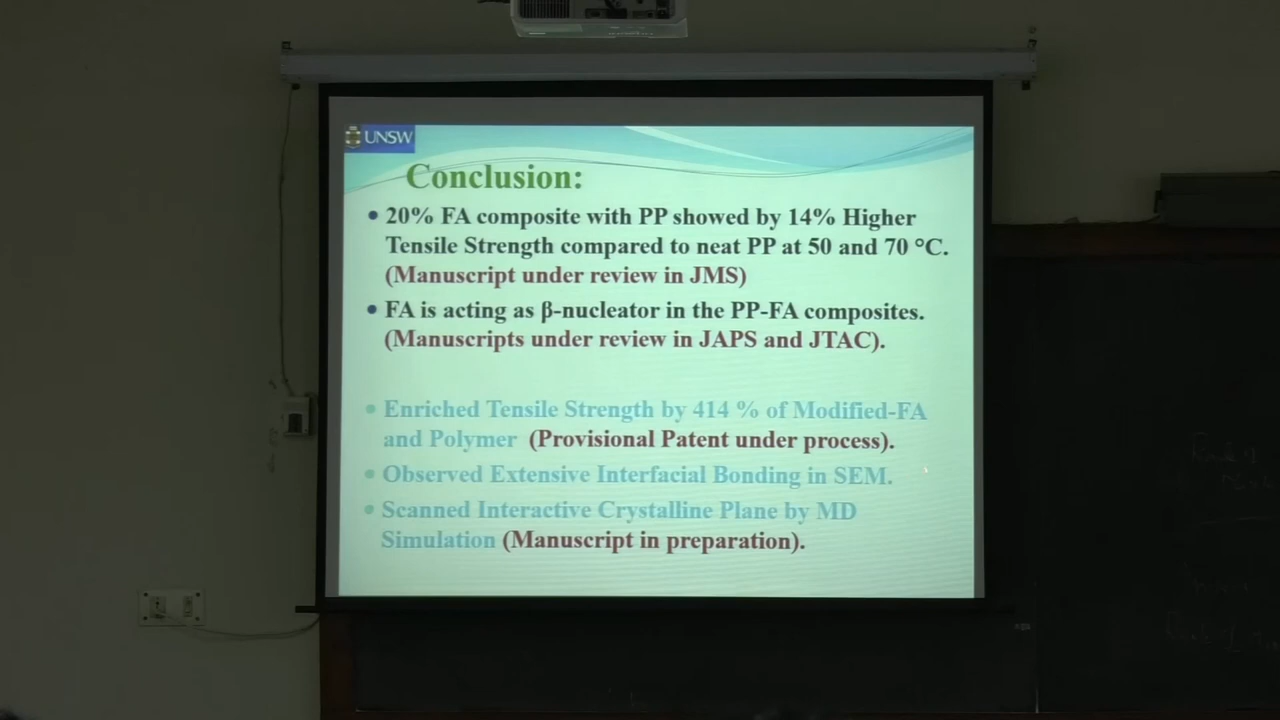 UNSW
Conclusion:
• 20% FA composite with PP showed by 14% Higher
Tensile Strength compared to neat PP at 50 and 70 °C.
(Manuscript under review in JMS)
• FA is acting as β-nucleator in the PP-FA composites.
(Manuscripts under review in JAPS and JTAC).
• Enriched Tensile Strength by 414 % of Modified-FA
and Polymer (Provisional Patent under process).
• Observed Extensive Interfacial Bonding in SEM.
• Scanned Interactive Crystalline Plane by MD
Simulation (Manuscript in preparation).